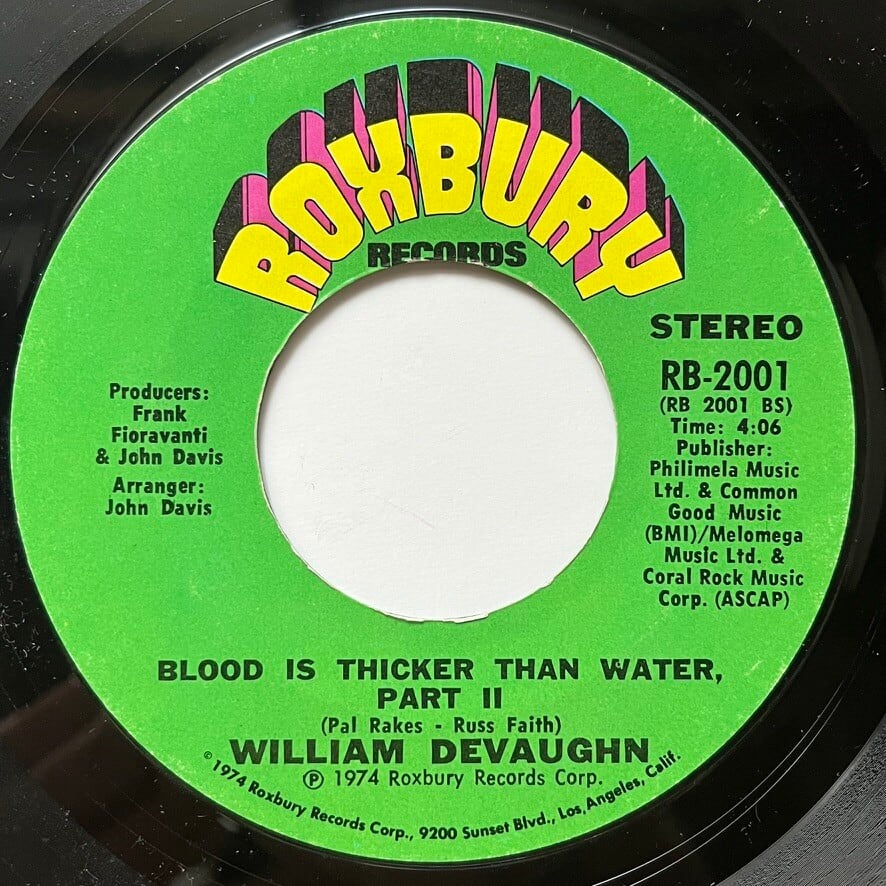 ROXBURY
RECORDS
STEREO
RB-2001
(RB 2001 BS)
Time: 4:06
Publisher:
Philimela Music
Ltd. & Common
Good Music
(BMI)/Melomega
Music Ltd. &
Coral Rock Music
Corp. (ASCAP)
Producers:
Frank
Fioravanti
& John Davis
Arranger:
John Davis
BLOOD IS THICKER THAN WATER,
PART II
(Pal Rakes - Russ Faith)
WILLIAM DEVAUGHN
℗ 1974 Roxbury Records Corp.
© 1974 Roxbury Records Corp., 9200 Sunset Blvd., Los Angeles, Calif.